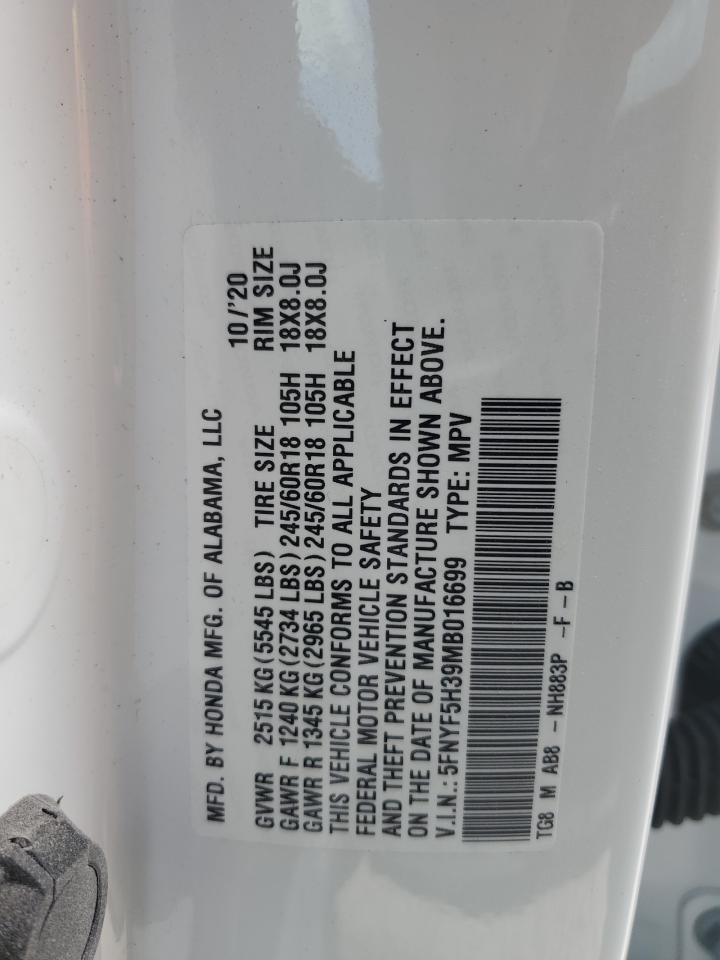 MFD. BY HONDA MFG. OF ALABAMA, LLC 10/'20
GVWR 2515 KG (5545 LBS) TIRE SIZE RIM SIZE
GAWR F 1240 KG (2734 LBS) 245/60R18 105H 18X8.0J
GAWR R 1345 KG (2965 LBS) 245/60R18 105H 18X8.0J
THIS VEHICLE CONFORMS TO ALL APPLICABLE
FEDERAL MOTOR VEHICLE SAFETY
AND THEFT PREVENTION STANDARDS IN EFFECT
ON THE DATE OF MANUFACTURE SHOWN ABOVE.
V.I.N.: 5FNYF5H39MB016699 TYPE: MPV
TG8 M AB8 - NH883P -F - B